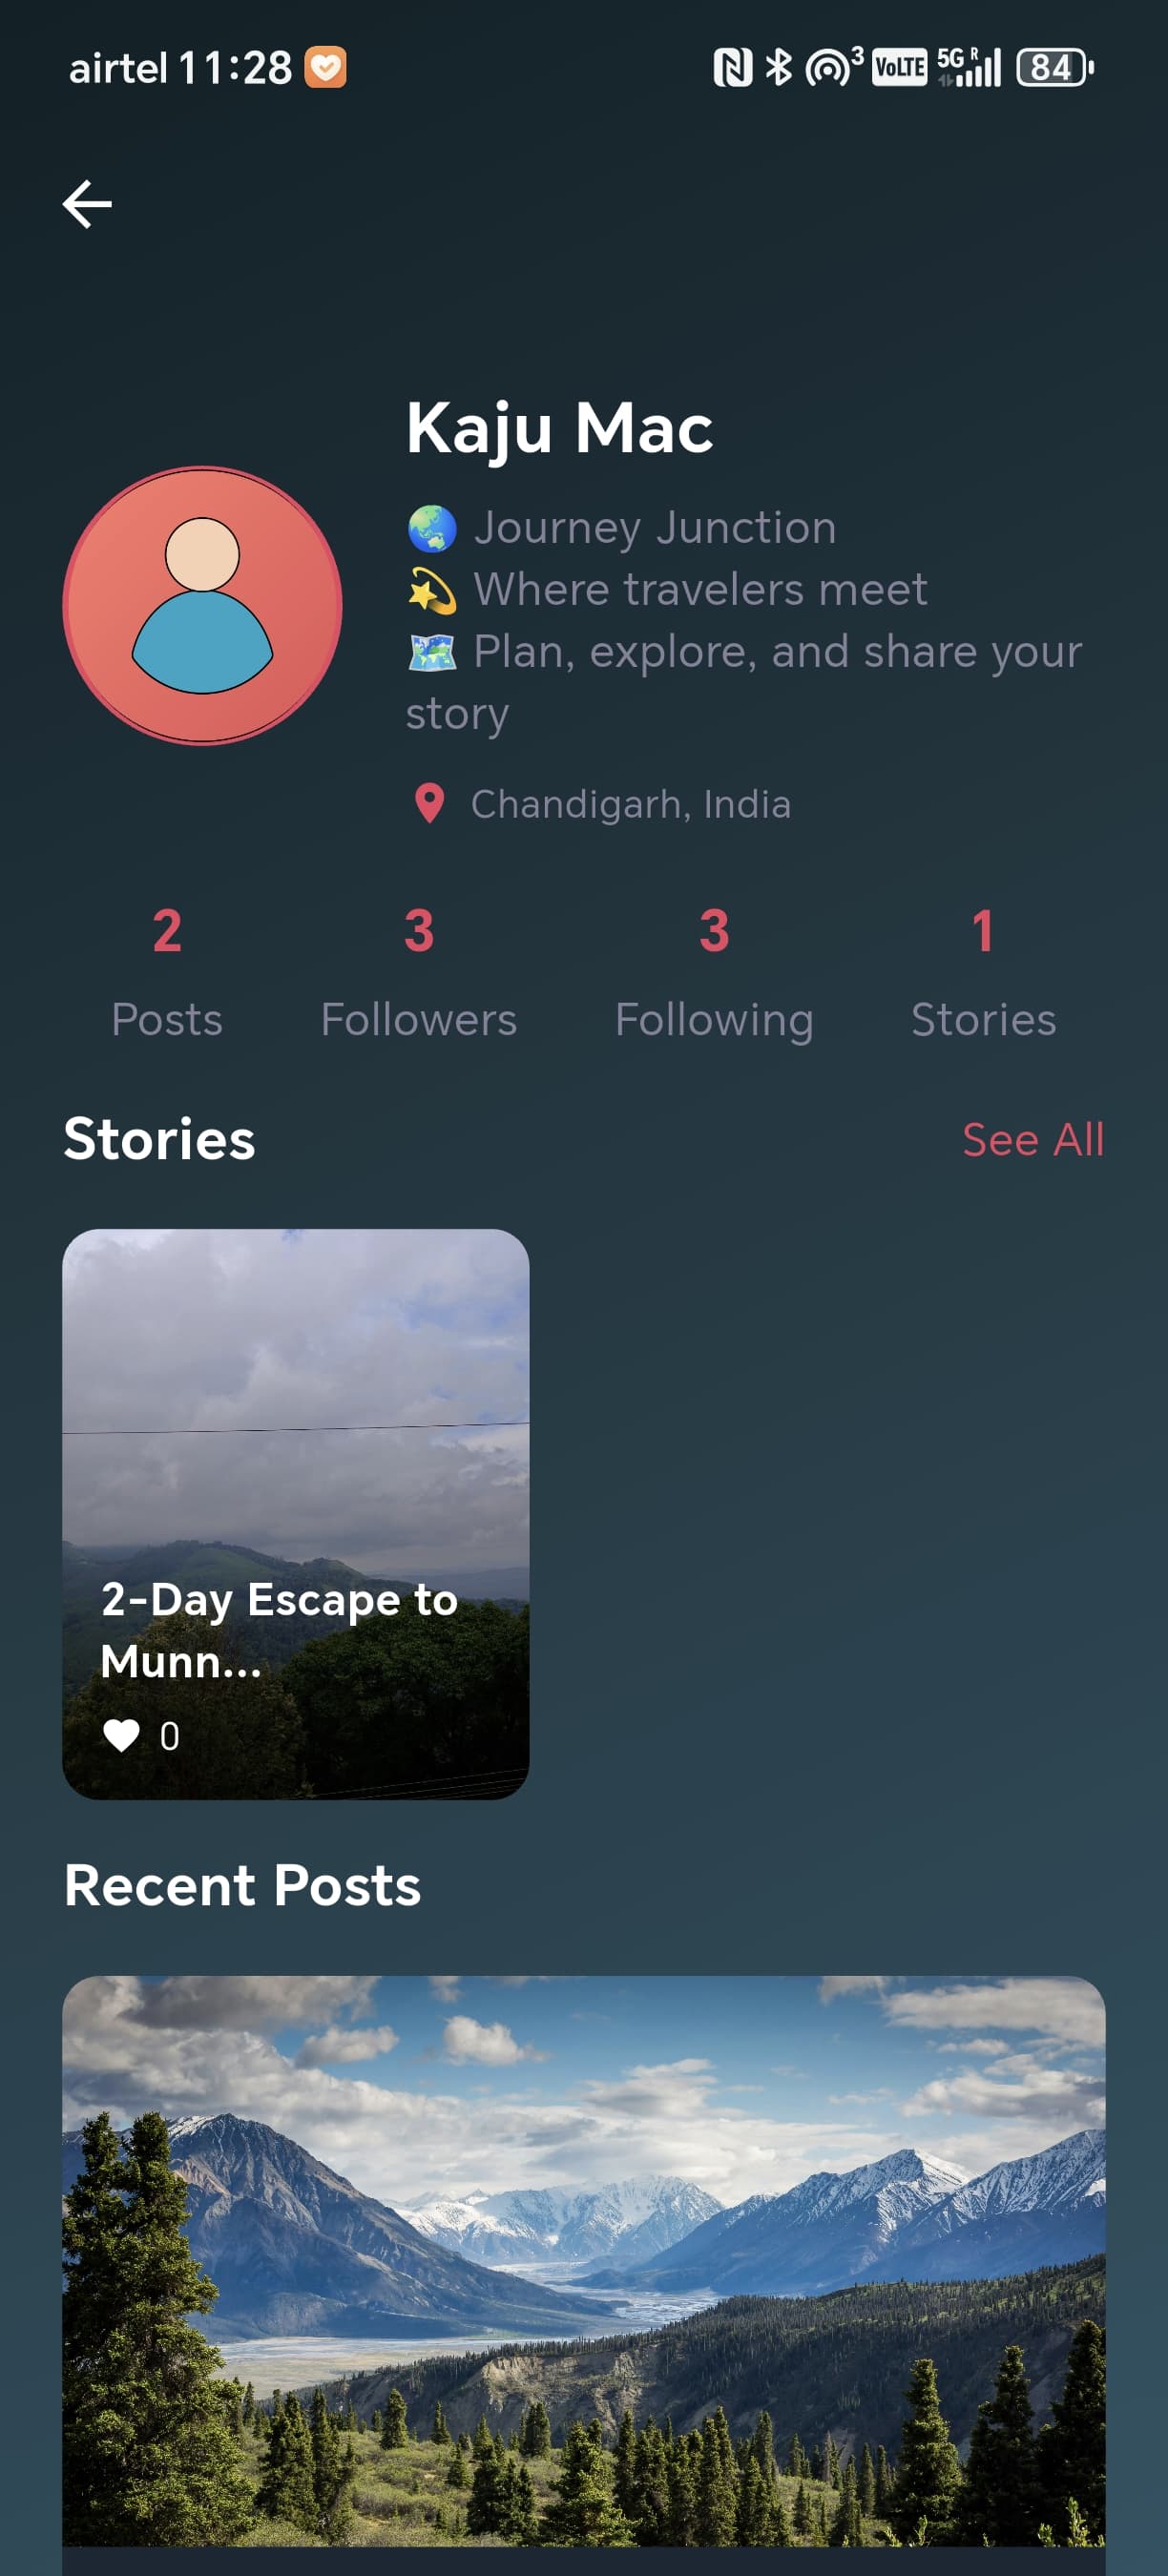 airtel 11:28 3 VoLTE 5G R 84
Kaju Mac
🌏 Journey Junction
💫 Where travelers meet
🗺️ Plan, explore, and share your
story
Chandigarh, India
2 3 3 1
Posts Followers Following Stories
Stories See All
2-Day Escape to
Munn...
0
Recent Posts